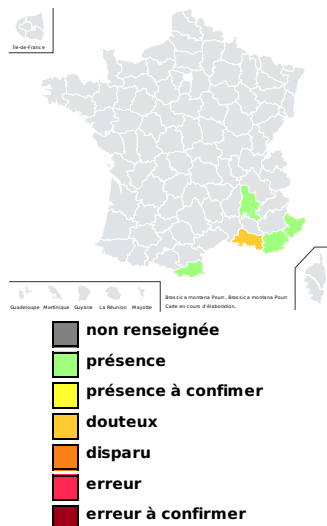 Île-de-France
Guadeloupe Martinique Guyane La Réunion Mayotte
Brassica montana Pourr., Brassica montana Pourr.
Carte en cours d'élaboration.
non renseignée
présence
présence à confimer
douteux
disparu
erreur
erreur à confirmer